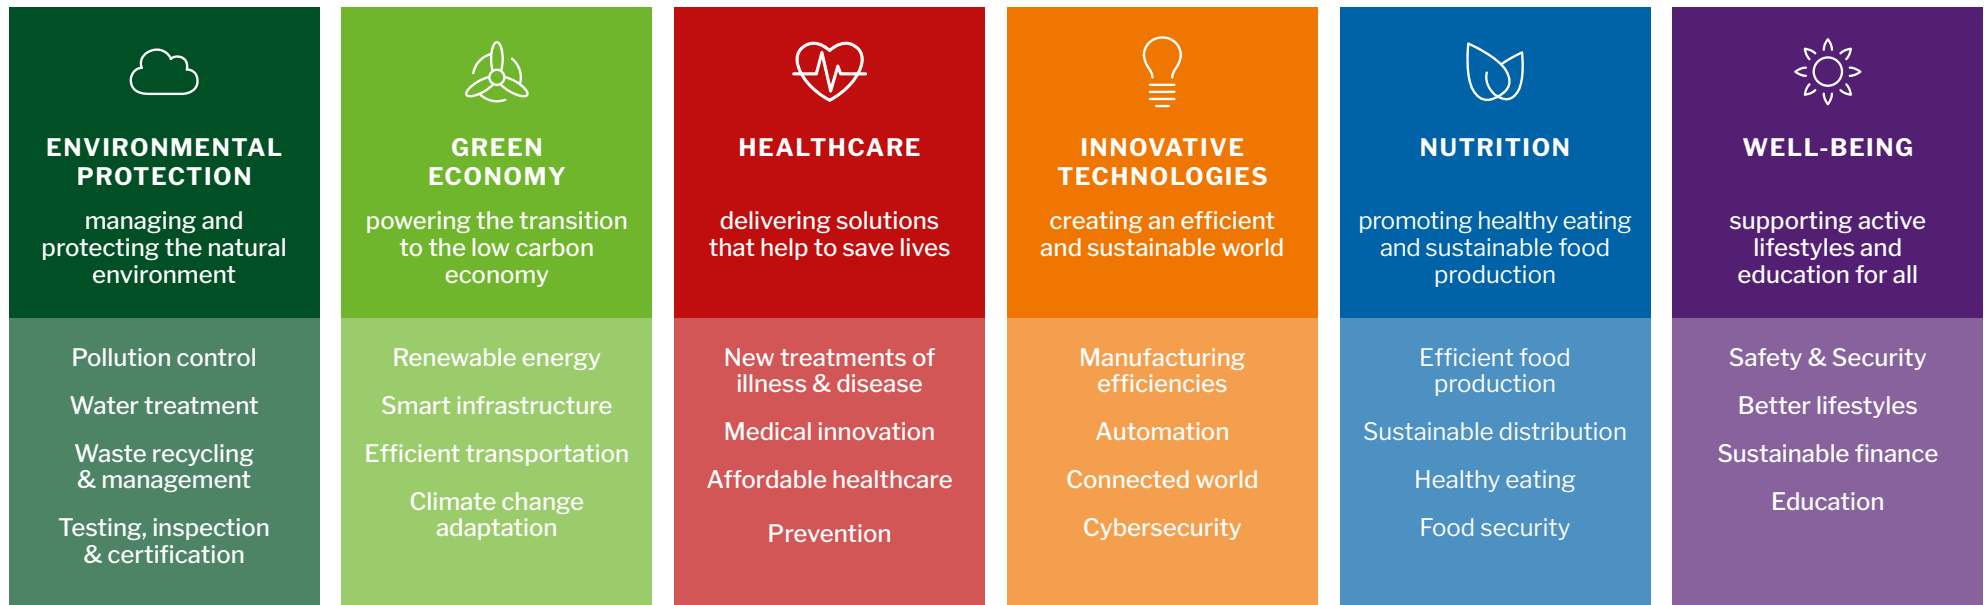 ENVIRONMENTAL
PROTECTION
managing and
protecting the natural
environment
Pollution control
Water treatment
Waste recycling
& management
Testing, inspection
& certification
GREEN
ECONOMY
powering the transition
to the low carbon
economy
Renewable energy
Smart infrastructure
Efficient transportation
Climate change
adaptation
HEALTHCARE
delivering solutions
that help to save lives
New treatments of
illness & disease
Medical innovation
Affordable healthcare
Prevention
INNOVATIVE
TECHNOLOGIES
creating an efficient
and sustainable world
Manufacturing
efficiencies
Automation
Connected world
Cybersecurity
NUTRITION
promoting healthy eating
and sustainable food
production
Efficient food
production
Sustainable distribution
Healthy eating
Food security
WELL-BEING
supporting active
lifestyles and
education for all
Safety & Security
Better lifestyles
Sustainable finance
Education